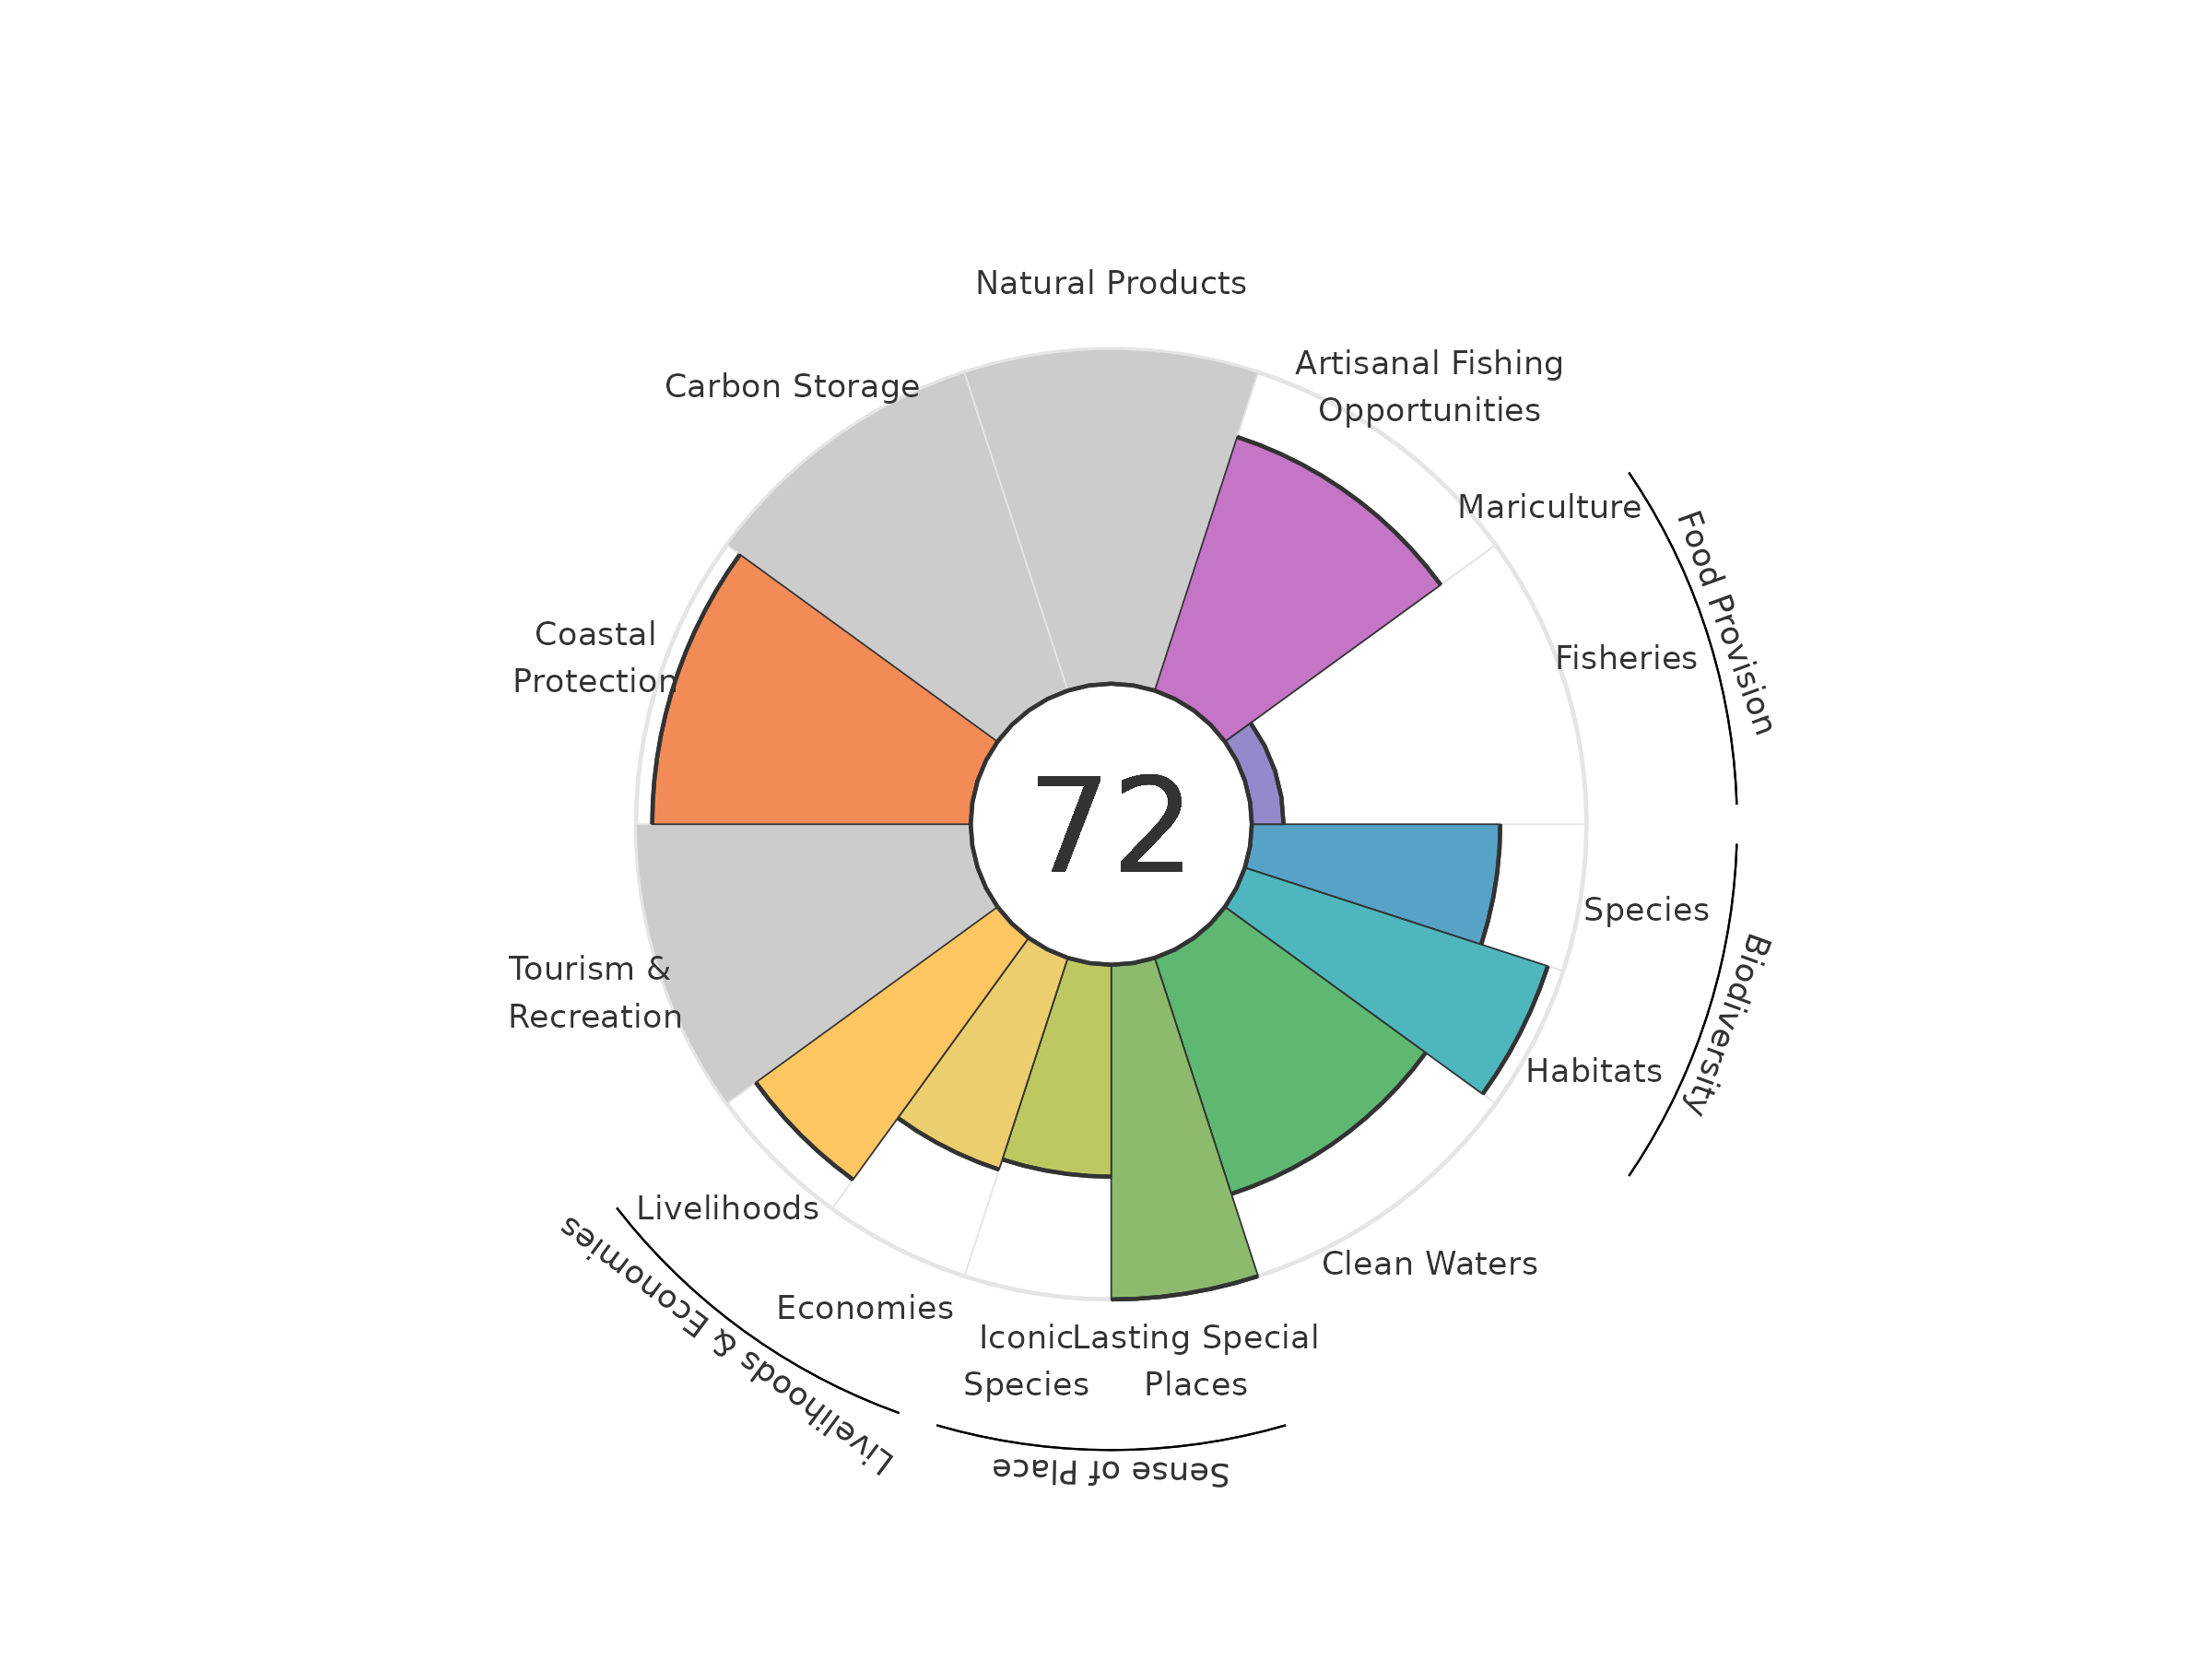 Natural Products
Artisanal Fishing
Opportunities
Carbon Storage
Mariculture
Food Provision
Fisheries
Coastal
Protection
72
Species
Biodiversity
Tourism &
Recreation
Habitats
Livelihoods
Clean Waters
Economies
Livelihoods & Economies
Iconic
Species
Lasting Special
Places
Sense of Place